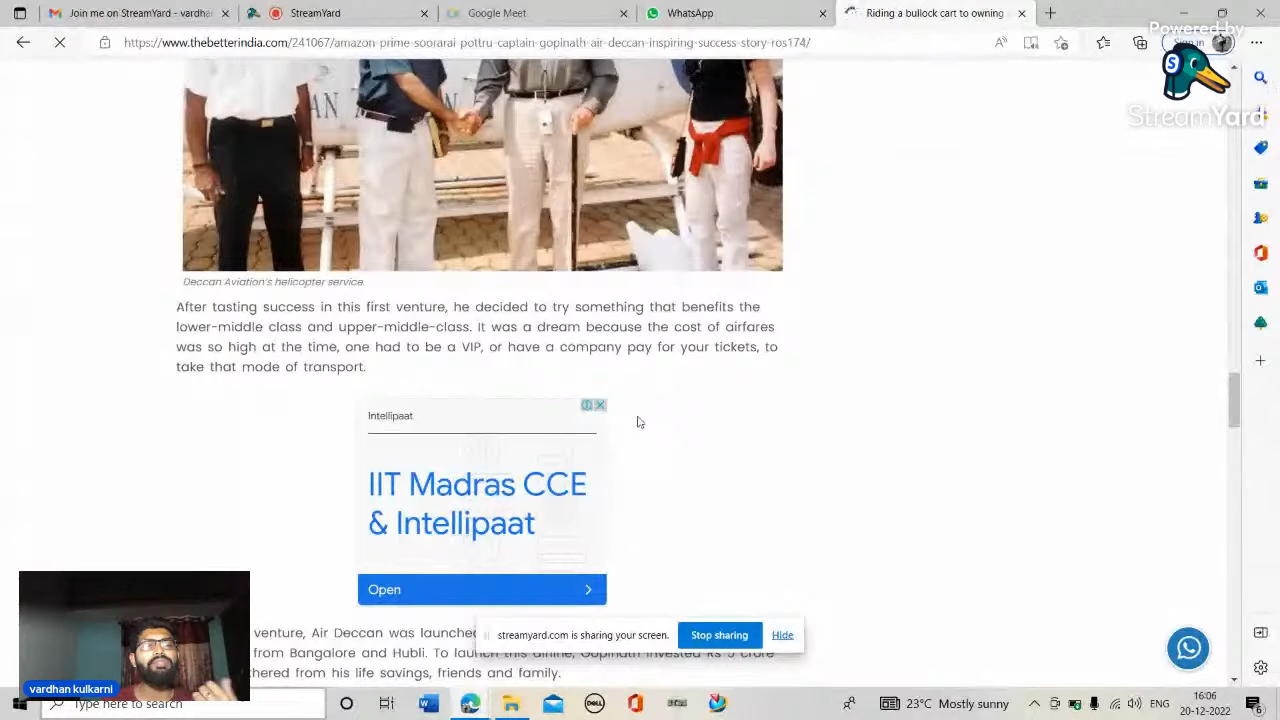 Join me on StreamYard
Meet
WhatsApp
Riding a bullock cart to owning
https://www.thebetterindia.com/241067/amazon-prime-soorarai-pottru-captain-gopinath-air-deccan-inspiring-success-story-ros174/
Powered by
Sign in
StreamYard
Deccan Aviation's helicopter service.
After tasting success in this first venture, he decided to try something that benefits the
lower-middle class and upper-middle-class. It was a dream because the cost of airfares
was so high at the time, one had to be a VIP, or have a company pay for your tickets, to
take that mode of transport.
Intellipaat
IIT Madras CCE
& Intellipaat
Open
venture, Air Deccan was launched
streamyard.com is sharing your screen.
Stop sharing
Hide
from Bangalore and Hubli. To launch this airline, Gopinath invested Rs 5 crore
hered from his life savings, friends and family.
vardhan kulkarni
Type here to search
DELL
23°C Mostly sunny
16:06
20-12-2022
6